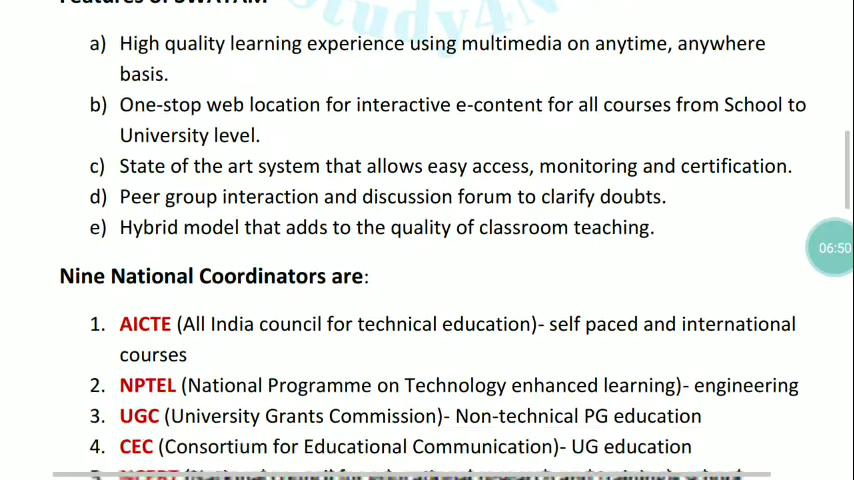 Features of SWAYAM
Study4N
a) High quality learning experience using multimedia on anytime, anywhere
basis.
b) One-stop web location for interactive e-content for all courses from School to
University level.
c) State of the art system that allows easy access, monitoring and certification.
d) Peer group interaction and discussion forum to clarify doubts.
e) Hybrid model that adds to the quality of classroom teaching.
06:50
Nine National Coordinators are:
1. AICTE (All India council for technical education)- self paced and international
courses
2. NPTEL (National Programme on Technology enhanced learning)- engineering
3. UGC (University Grants Commission)- Non-technical PG education
4. CEC (Consortium for Educational Communication)- UG education